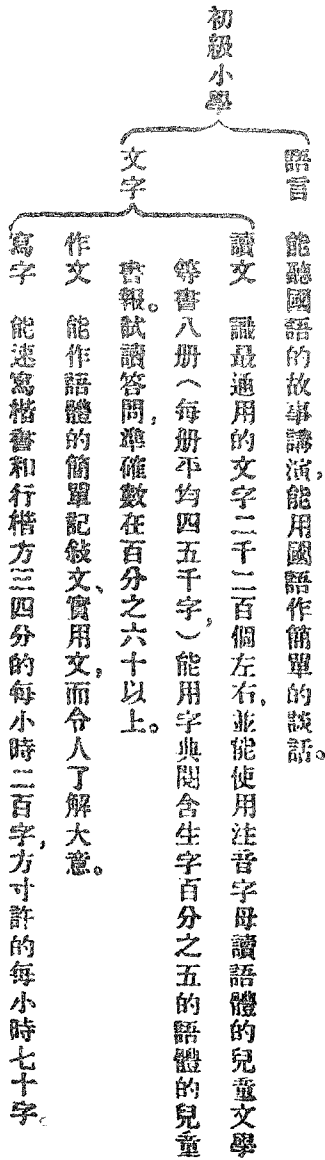 初級小學
語言　能聽國語的故事講演，能用國語作簡單的談話。
文字
讀文　識最通用的文字二千二百個左右，並能使用注音字母讀語體的兒童文學
等書八册（每册平均四五千字，）能用字典閱含生字百分之五的語體的兒童
書報。試讀答問，準確數在百分之六十以上。
作文　能作語體的簡單記敍文、實用文，而令人了解大意。
寫字　能速寫楷書和行楷方三四分的每小時二百字，方寸許的每小時七十字。